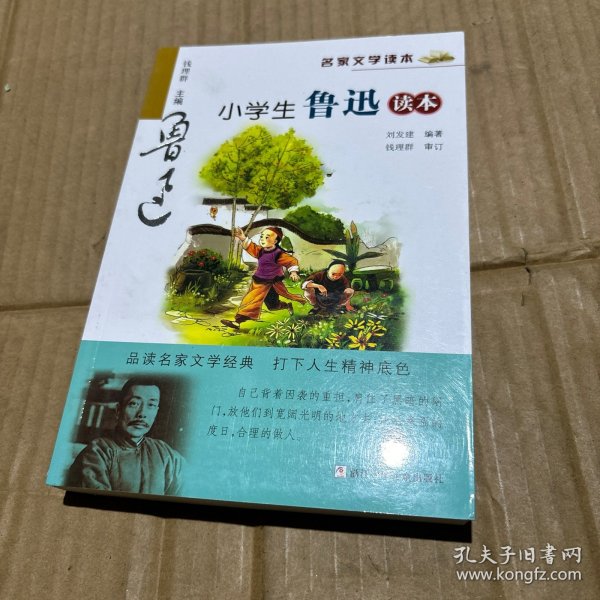 名家文学读本
钱理群 主编
小学生 鲁迅 读本
刘发建 编著
钱理群 审订
鲁迅
品读名家文学经典 打下人生精神底色
自己背着因袭的重担,肩住了黑暗的闸
门,放他们到宽阔光明的地方去;
度日,合理的做人。
孔夫子旧书网
www.kongfz.com